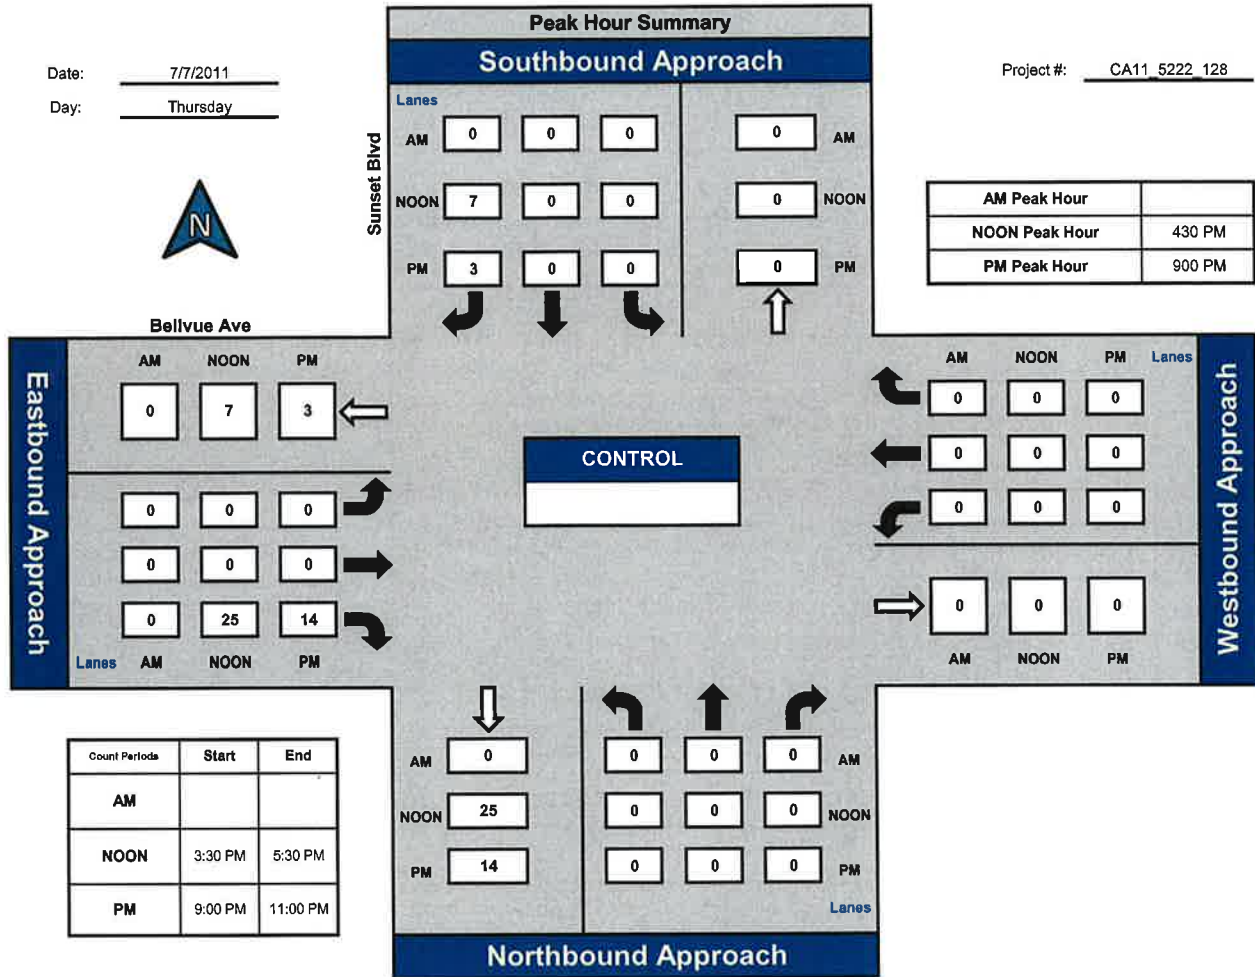 Peak Hour Summary
Southbound Approach
Date: 7/7/2011
Day: Thursday
Project #: CA11_5222_128
N
Sunset Blvd
Lanes
AM 0 0 0 0 AM
NOON 7 0 0 0 NOON
PM 3 0 0 0 PM
AM Peak Hour
NOON Peak Hour 430 PM
PM Peak Hour 900 PM
Bellvue Ave
Eastbound Approach
AM NOON PM
0 7 3
0 0 0
0 0 0
0 25 14
Lanes AM NOON PM
CONTROL
AM NOON PM Lanes
0 0 0
0 0 0
0 0 0
0 0 0
AM NOON PM
Westbound Approach
AM 0 0 0 0 AM
NOON 25 0 0 0 NOON
PM 14 0 0 0 PM
Lanes
Northbound Approach
Count Periods Start End
AM
NOON 3:30 PM 5:30 PM
PM 9:00 PM 11:00 PM